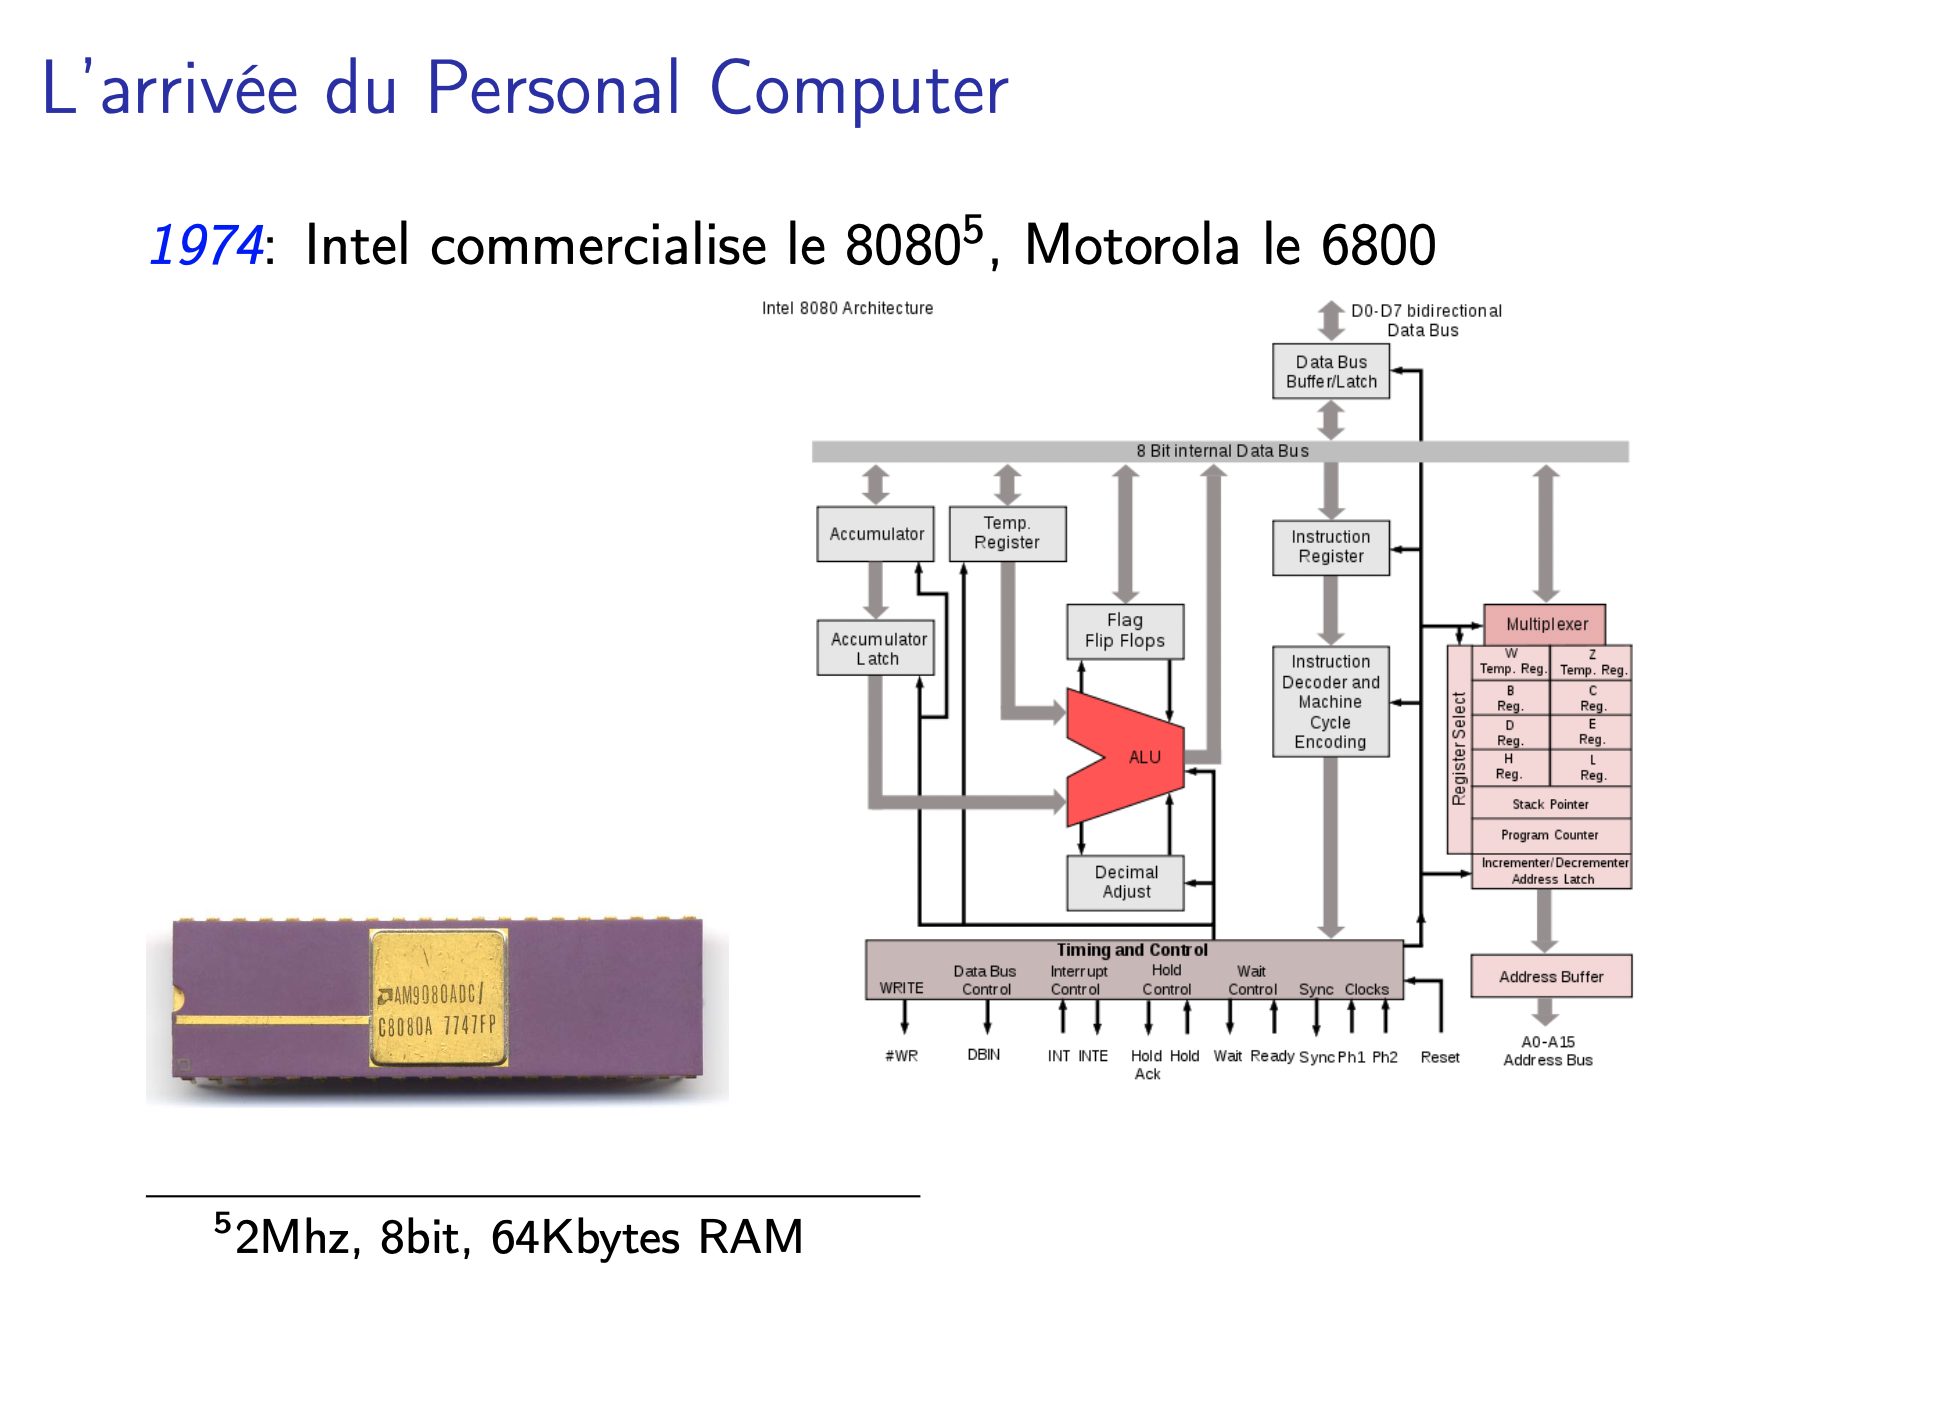 L'arrivée du Personal Computer
1974: Intel commercialise le 8080⁵, Motorola le 6800
Intel 8080 Architecture
D0-D7 bidirectional
Data Bus
Data Bus
Buffer/Latch
8 Bit internal Data Bus
Accumulator
Temp.
Register
Instruction
Register
Accumulator
Latch
Flag
Flip Flops
Instruction
Decoder and
Machine
Cycle
Encoding
ALU
Decimal
Adjust
Multiplexer
Register Select
W
Temp. Reg.
Z
Temp. Reg.
B
Reg.
C
Reg.
D
Reg.
E
Reg.
H
Reg.
L
Reg.
Stack Pointer
Program Counter
Incrementer/Decrementer
Address Latch
Address Buffer
A0-A15
Address Bus
Timing and Control
WRITE
Data Bus
Control
Interrupt
Control
Hold
Control
Wait
Control
Sync
Clocks
#WR
DBIN
INT
INTE
Hold
Ack
Hold
Wait
Ready
Sync
Ph1
Ph2
Reset
AM9080ADC/
C8080A 7747FP
⁵2Mhz, 8bit, 64Kbytes RAM